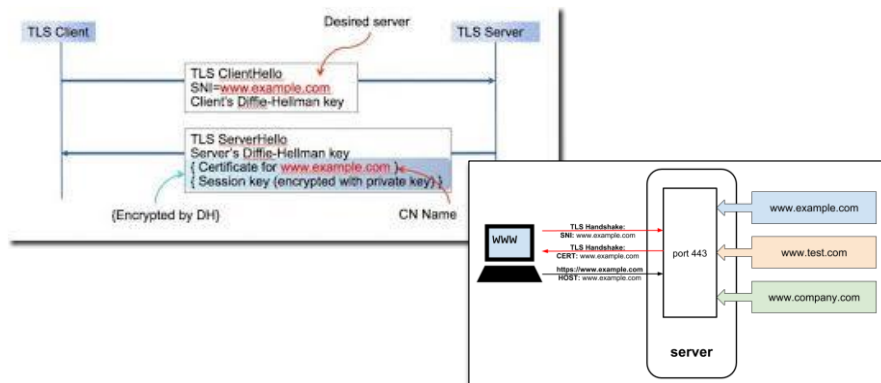 Desired server
TLS Client
TLS Server
TLS ClientHello
SNI=www.example.com
Client's Diffie-Hellman key
TLS ServerHello
Server's Diffie-Hellman key
{ Certificate for www.example.com }
{ Session key (encrypted with private key) }
{Encrypted by DH}
CN Name
WWW
TLS Handshake:
SNI: www.example.com
TLS Handshake:
CERT: www.example.com
https://www.example.com
HOST: www.example.com
port 443
www.example.com
www.test.com
www.company.com
server